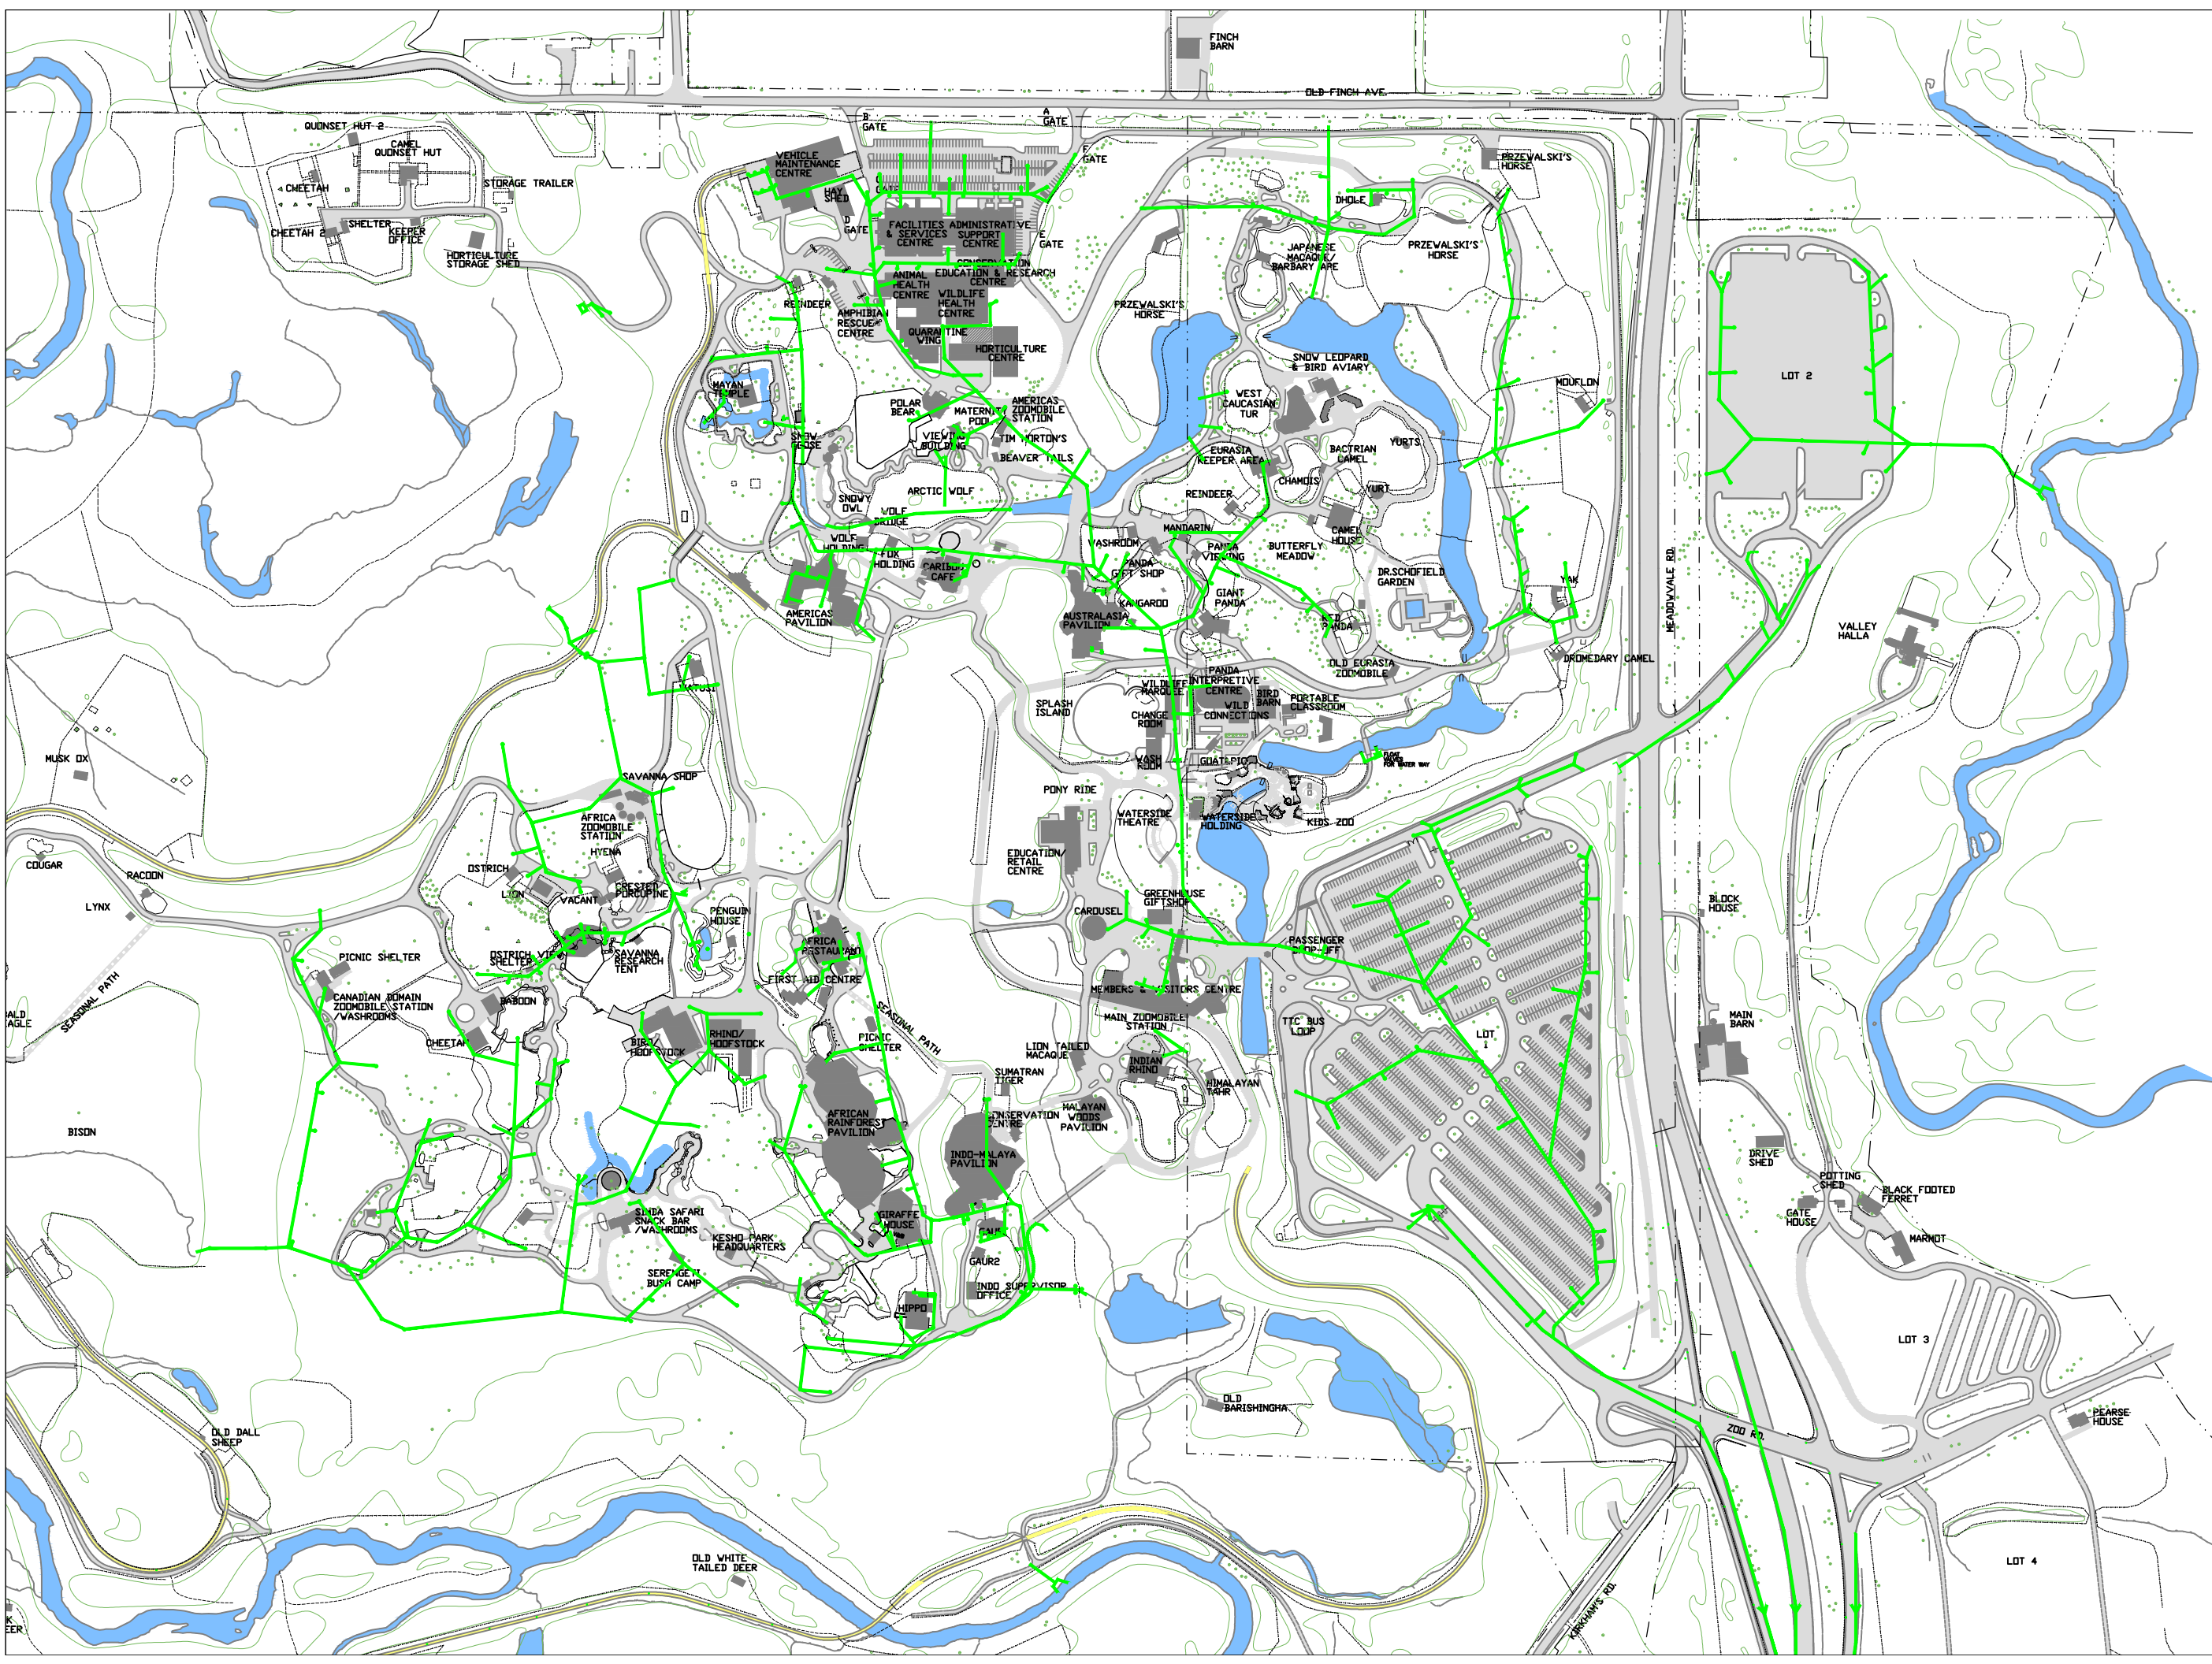 FINCH
BARN
OLD FINCH AVE.
A
GATE
B
GATE
F
GATE
QUONSET HUT 2
CAMEL
QUONSET HUT
CHEETAH
STORAGE TRAILER
SHELTER
CHEETAH 2
KEEPER
OFFICE
HORTICULTURE
STORAGE SHED
VEHICLE
MAINTENANCE
CENTRE
HAY
SHED
D
GATE
E
GATE
FACILITIES
& SERVICES
CENTRE
ADMINISTRATIVE
SUPPORT
CENTRE
CONSERVATION
EDUCATION & RESEARCH
CENTRE
ANIMAL
HEALTH
CENTRE
WILDLIFE
HEALTH
CENTRE
REINDEER
AMPHIBIAN
RESCUE
CENTRE
QUARANTINE
WING
HORTICULTURE
CENTRE
PRZEWALSKI'S
HORSE
DHOLE
JAPANESE
MACAQUE/
BARBARY APE
PRZEWALSKI'S
HORSE
PRZEWALSKI'S
HORSE
MAYAN
TEMPLE
POLAR
BEAR
MATERNITY
POOL
AMERICAS
ZOOMOBILE
STATION
VIEWING
BUILDING
TIM HORTON'S
BEAVER TAILS
SNOW
GOOSE
SNOWY
OWL
ARCTIC WOLF
WOLF
BRIDGE
WOLF
HOLDING
FOX
HOLDING
CARIBOU
CAFE
AMERICAS
PAVILION
SNOW LEOPARD
& BIRD AVIARY
WEST
CAUCASIAN
TUR
MOUFLON
EURASIA
KEEPER AREA
BACTRIAN
CAMEL
YURTS
CHAMOIS
YURT
REINDEER
CAMEL
HOUSE
MANDARIN
WASHROOM
PANDA
VIEWING
BUTTERFLY
MEADOW
PANDA
GIFT SHOP
DR.SCHOFIELD
GARDEN
YAK
KANGAROO
GIANT
PANDA
AUSTRALASIA
PAVILION
RED
PANDA
DROMEDARY CAMEL
OLD EURASIA
ZOOMOBILE
LOT 2
MEADOWVALE RD.
VALLEY
HALLA
WATUSI
SPLASH
ISLAND
WILDLIFE
MARQUEE
PANDA
INTERPRETIVE
CENTRE
CHANGE
ROOM
WILD
CONNECTIONS
BIRD
BARN
PORTABLE
CLASSROOM
WASH
ROOM
FOR WATER WAY
MUSK OX
SAVANNA SHOP
PONY RIDE
AFRICA
ZOOMOBILE
STATION
WATERSIDE
THEATRE
WATERSIDE
HOLDING
KIDS ZOO
COUGAR
RACOON
LYNX
OSTRICH
HYENA
LION
VACANT
CRESTED
PORCUPINE
PENGUIN
HOUSE
EDUCATION/
RETAIL
CENTRE
CAROUSEL
GREENHOUSE
GIFTSHOP
PASSENGER
DROP-OFF
BLOCK
HOUSE
PICNIC SHELTER
SAVANNA
RESEARCH
TENT
AFRICA
RESTAURANT
FIRST AID CENTRE
MEMBERS & VISITORS CENTRE
CANADIAN DOMAIN
ZOOMOBILE STATION
/WASHROOMS
SEASONAL PATH
BABOON
CHEETAH
BIRD/
HOOFSTOCK
RHINO/
HOOFSTOCK
PICNIC
SHELTER
SEASONAL PATH
MAIN ZOOMOBILE
STATION
TTC BUS
LOOP
LOT
1
MAIN
BARN
LION TAILED
MACAQUE
INDIAN
RHINO
SUMATRAN
TIGER
HIMALAYAN
TAHR
BISON
AFRICAN
RAINFOREST
PAVILION
CONSERVATION
CENTRE
MALAYAN
WOODS
PAVILION
INDO-MALAYA
PAVILION
DRIVE
SHED
POTTING
SHED
BLACK FOOTED
FERRET
GATE
HOUSE
MARMOT
SIMBA SAFARI
SNACK BAR
/WASHROOMS
GIRAFFE
HOUSE
KESHO PARK
HEADQUARTERS
SERENGETI
BUSH CAMP
GAUR2
INDO SUPERVISOR
OFFICE
HIPPO
LOT 3
OLD DALL
SHEEP
OLD
BARISHINGHA
ZOO RD.
PEARSE
HOUSE
OLD WHITE
TAILED DEER
KIRKHAM'S RD.
LOT 4